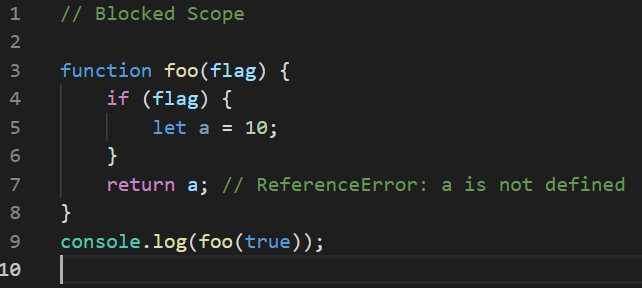 1 // Blocked Scope
2
3 function foo(flag) {
4     if (flag) {
5         let a = 10;
6     }
7     return a; // ReferenceError: a is not defined
8 }
9 console.log(foo(true));
10